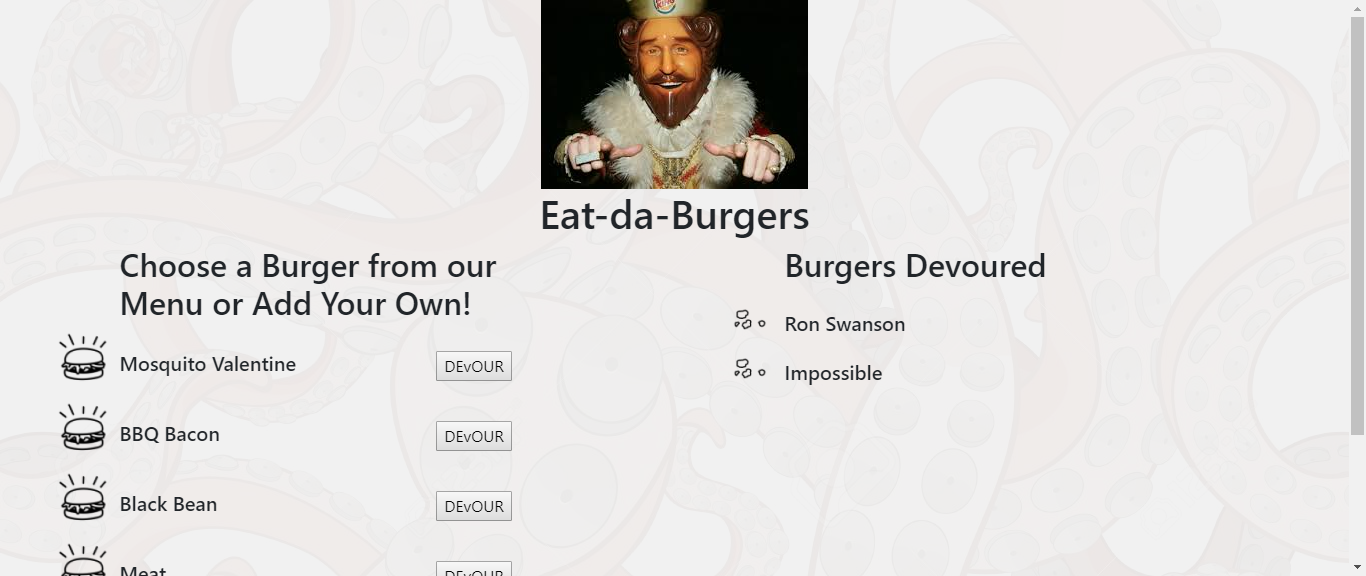 Eat-da-Burgers
Choose a Burger from our
Menu or Add Your Own!
Mosquito Valentine
DEvOUR
BBQ Bacon
DEvOUR
Black Bean
DEvOUR
Meat
DEvOUR
Burgers Devoured
Ron Swanson
Impossible